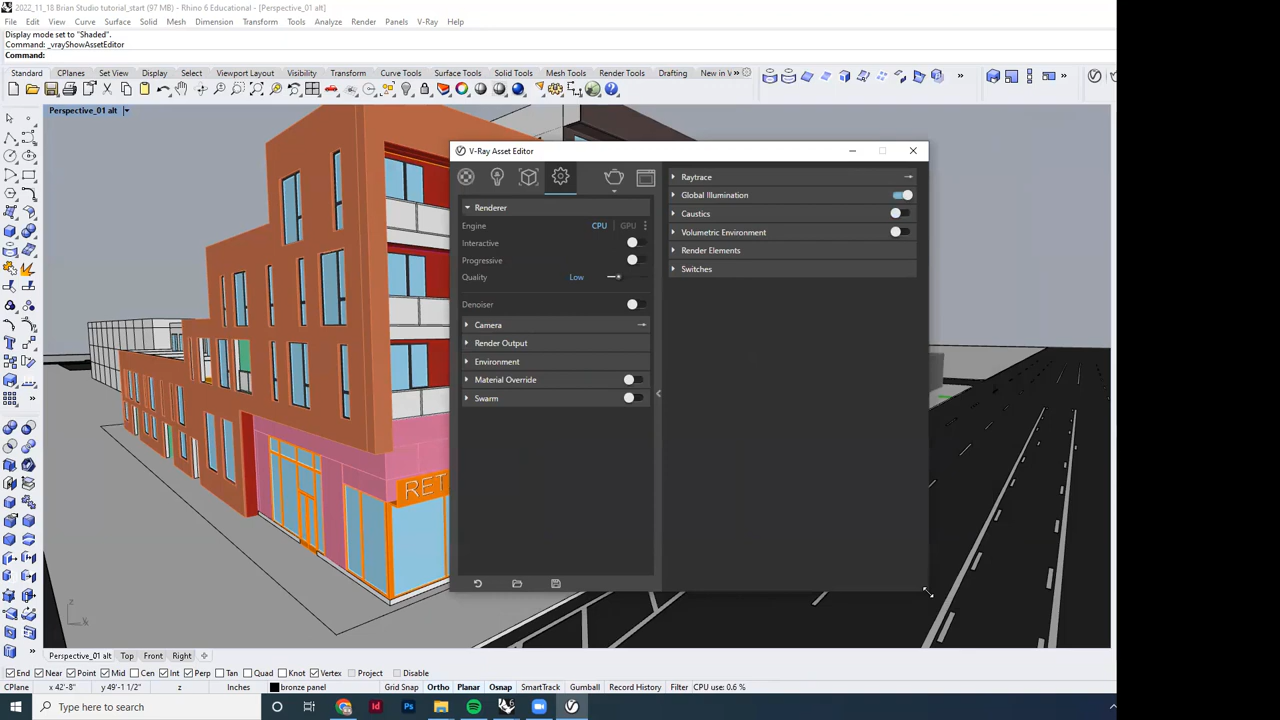 2022_11_18 Brian Studio tutorial_start (97 MB) - Rhino 6 Educational - [Perspective_01 alt]
File Edit View Curve Surface Solid Mesh Dimension Transform Tools Analyze Render Panels V-Ray Help
Display mode set to "Shaded".
Command: _vrayShowAssetEditor
Command:
Standard CPlanes Set View Display Select Viewport Layout Visibility Transform Curve Tools Surface Tools Solid Tools Mesh Tools Render Tools Drafting New in V
Perspective_01 alt
V-Ray Asset Editor
Renderer
Engine CPU GPU
Interactive
Progressive
Quality Low
Denoiser
Camera
Render Output
Environment
Material Override
Swarm
Raytrace
Global Illumination
Caustics
Volumetric Environment
Render Elements
Switches
RET
z
x
Perspective_01 alt Top Front Right
End Near Point Mid Cen Int Perp Tan Quad Knot Vertex Project Disable
CPlane x 42'-8" y 49'-1 1/2" z Inches bronze panel Grid Snap Ortho Planar Osnap SmartTrack Gumball Record History Filter CPU use: 0.6 %
Type here to search